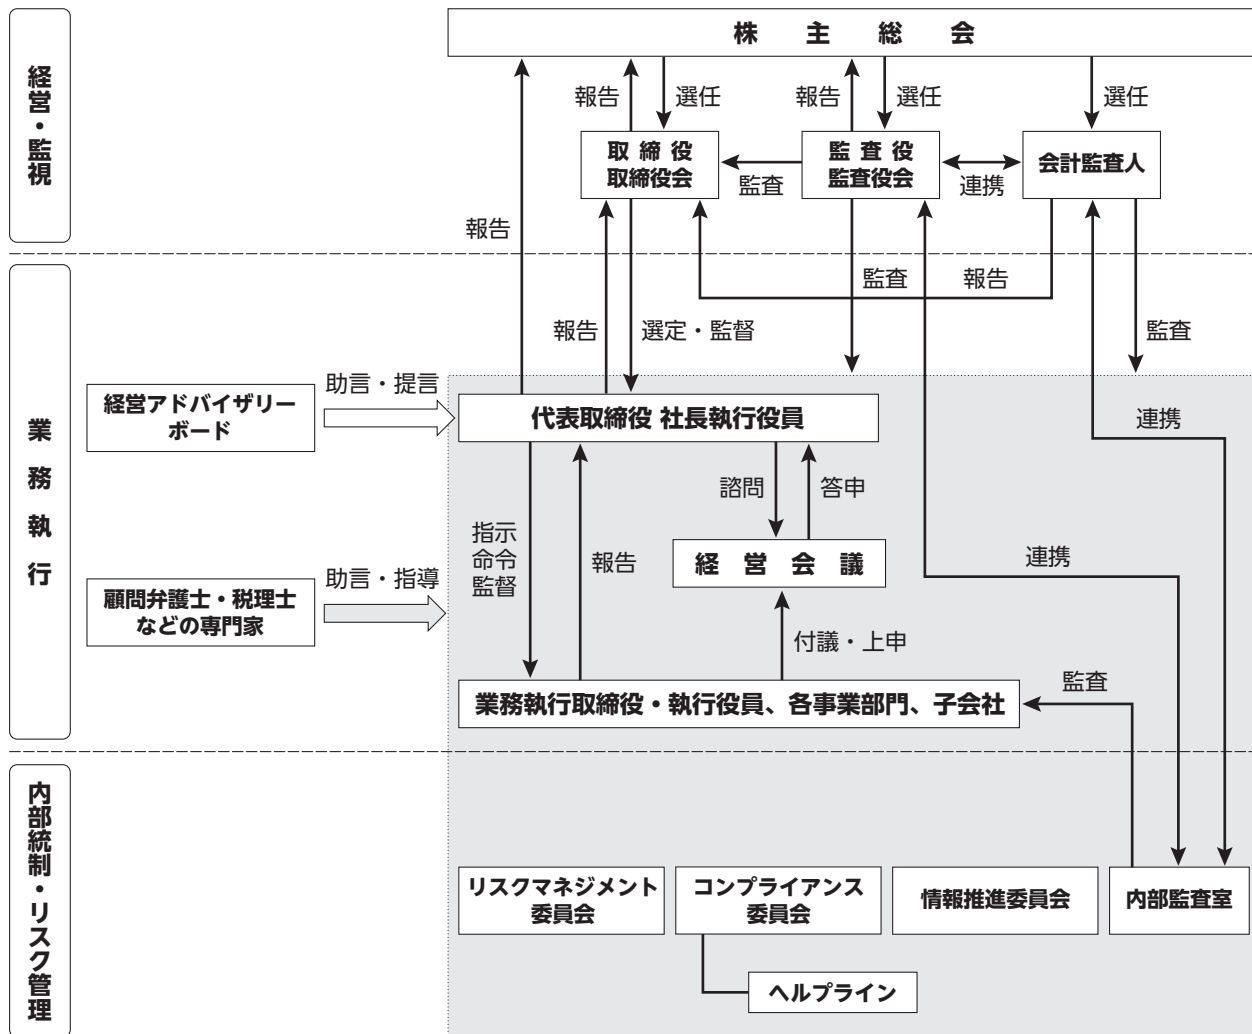 株主総会
経営・監視
報告
選任
報告
選任
選任
取締役
取締役会
監査役
監査役会
会計監査人
監査
連携
報告
監査
報告
報告
選定・監督
監査
業務執行
経営アドバイザリー
ボード
助言・提言
代表取締役 社長執行役員
連携
諮問
答申
指示
命令
監督
報告
経営会議
連携
顧問弁護士・税理士
などの専門家
助言・指導
付議・上申
監査
業務執行取締役・執行役員、各事業部門、子会社
内部統制・リスク管理
リスクマネジメント
委員会
コンプライアンス
委員会
情報推進委員会
内部監査室
ヘルプライン